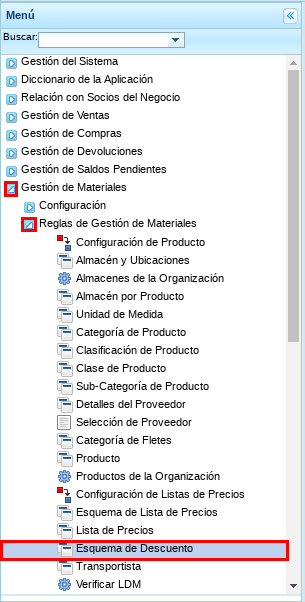 Menú
Buscar:
Gestión del Sistema
Diccionario de la Aplicación
Relación con Socios del Negocio
Gestión de Ventas
Gestión de Compras
Gestión de Devoluciones
Gestión de Saldos Pendientes
Gestión de Materiales
Configuración
Reglas de Gestión de Materiales
Configuración de Producto
Almacén y Ubicaciones
Almacenes de la Organización
Almacén por Producto
Unidad de Medida
Categoría de Producto
Clasificación de Producto
Clase de Producto
Sub-Categoría de Producto
Detalles del Proveedor
Selección de Proveedor
Categoría de Fletes
Producto
Productos de la Organización
Configuración de Listas de Precios
Esquema de Lista de Precios
Lista de Precios
Esquema de Descuento
Transportista
Verificar LDM